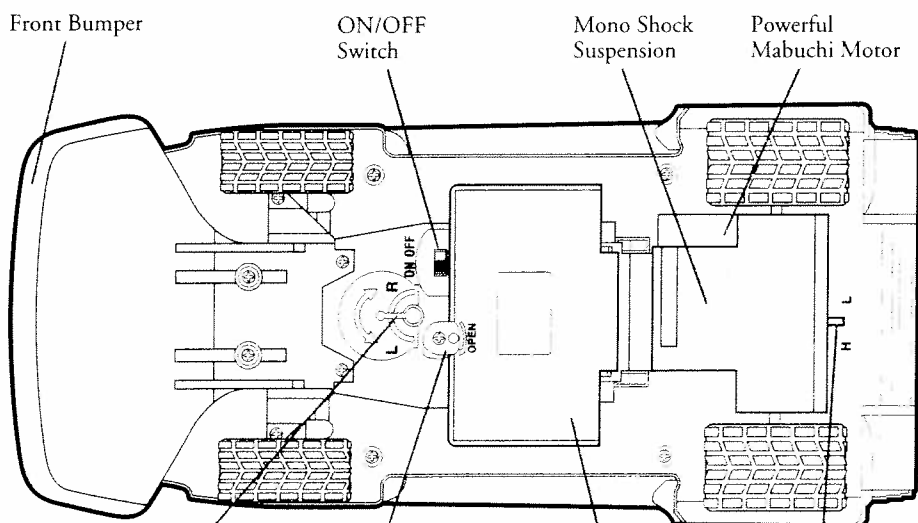 Front Bumper
ON/OFF
Switch
Mono Shock
Suspension
Powerful
Mabuchi Motor
ON OFF
R
L
OPEN
L
H